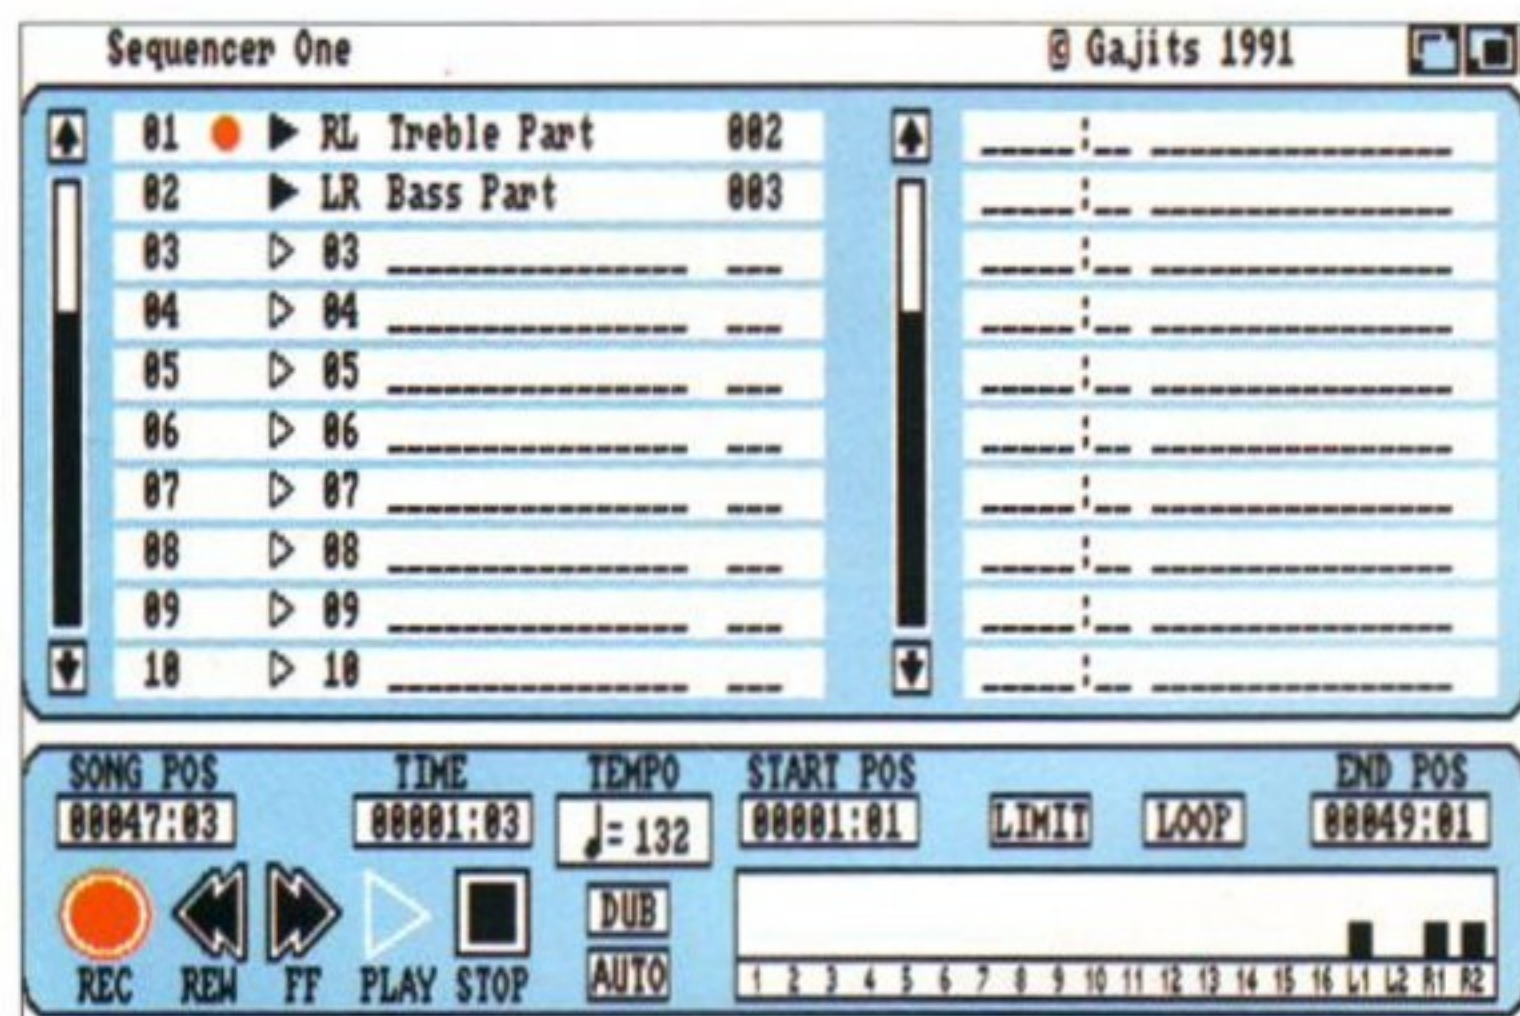 Sequencer One © Gajits 1991
01 RL Treble Part 002
02 LR Bass Part 003
03 03
04 04
05 05
06 06
07 07
08 08
09 09
10 10
SONG POS TIME TEMPO START POS END POS
00047:03 00001:03 ♩= 132 00001:01 LIMIT LOOP 00049:01
DUB
REC REW FF PLAY STOP AUTO 1 2 3 4 5 6 7 8 9 10 11 12 13 14 15 16 L1 L2 R1 R2